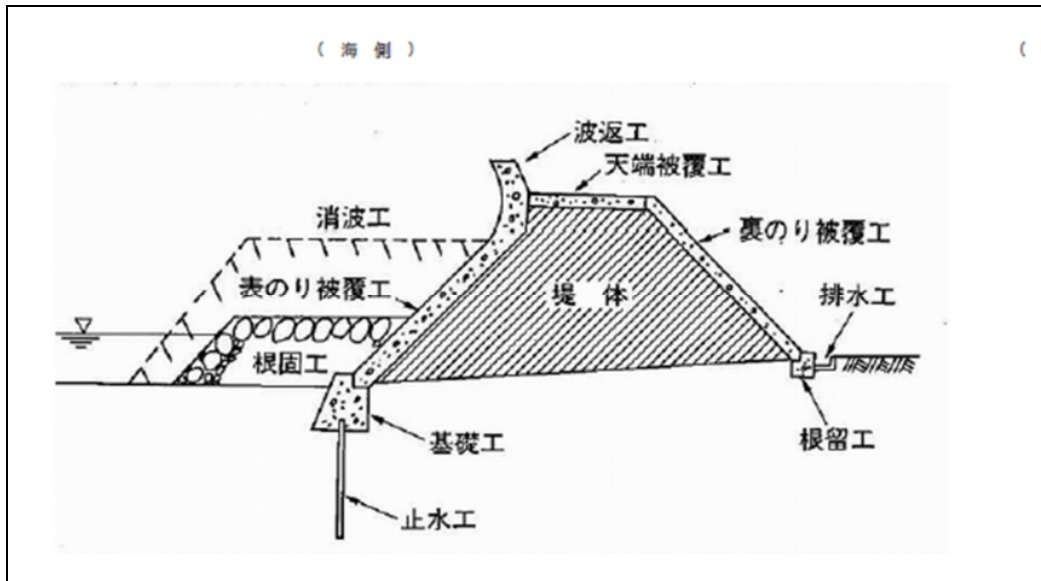 ( 海 側 )
(
波返工
天端被覆工
消波工
裏のり被覆工
表のり被覆工
堤 体
排水工
根固工
根留工
基礎工
止水工